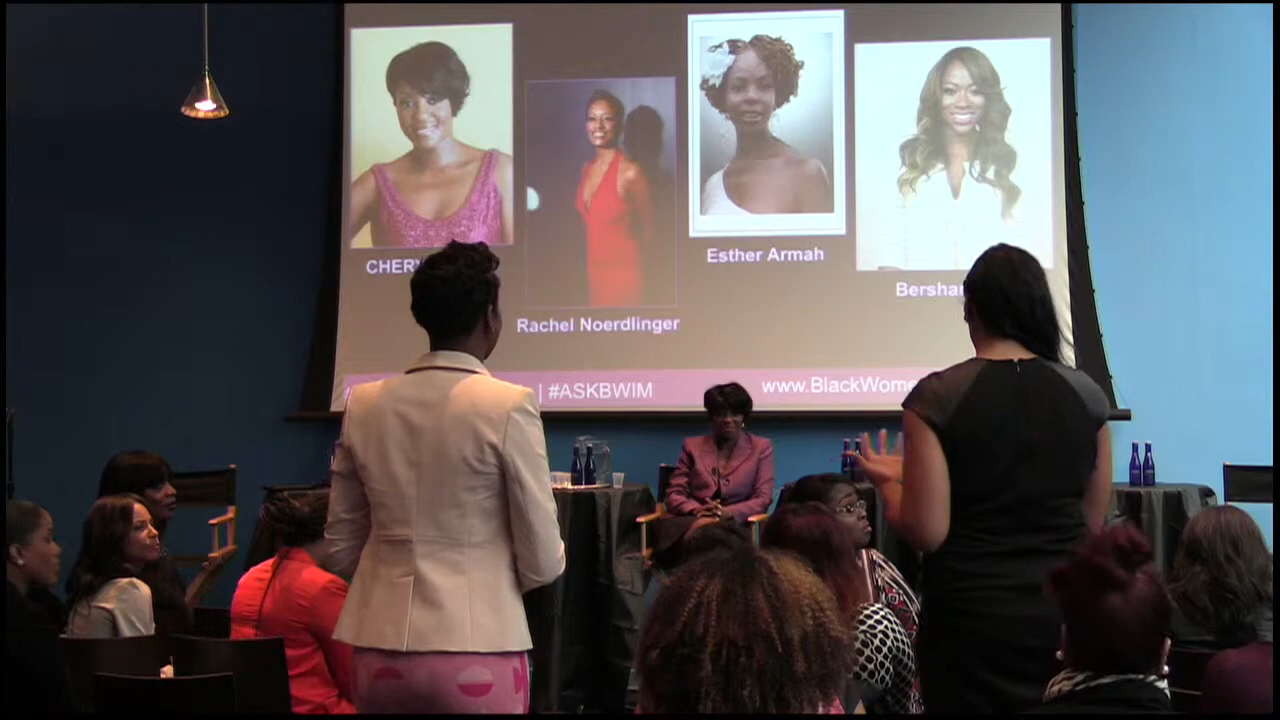 CHERY
Esther Armah
Bershan
Rachel Noerdlinger
| #ASKBWIM
www.BlackWome